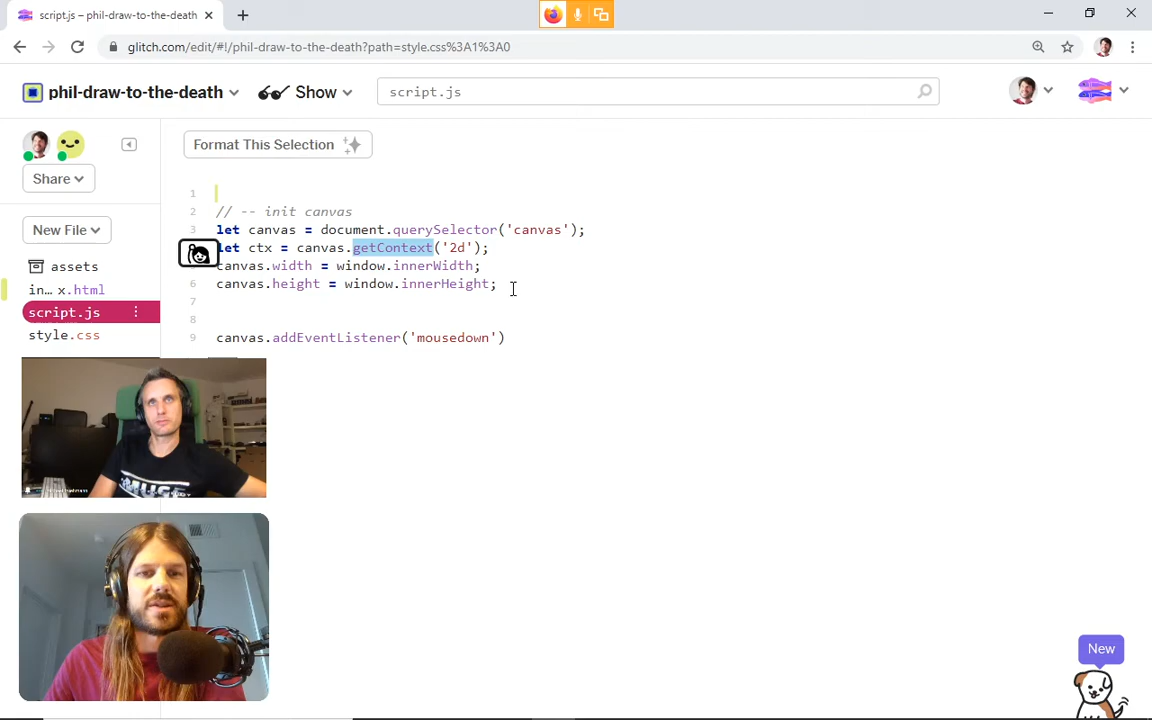 script.js – phil-draw-to-the-death
glitch.com/edit/#!/phil-draw-to-the-death?path=style.css%3A1%3A0
phil-draw-to-the-death
Show
script.js
Format This Selection
Share
New File
assets
in… x.html
script.js
style.css
1
2 // -- init canvas
3 let canvas = document.querySelector('canvas');
let ctx = canvas.getContext('2d');
canvas.width = window.innerWidth;
6 canvas.height = window.innerHeight;
7
8
9 canvas.addEventListener('mousedown')
MUSE
New